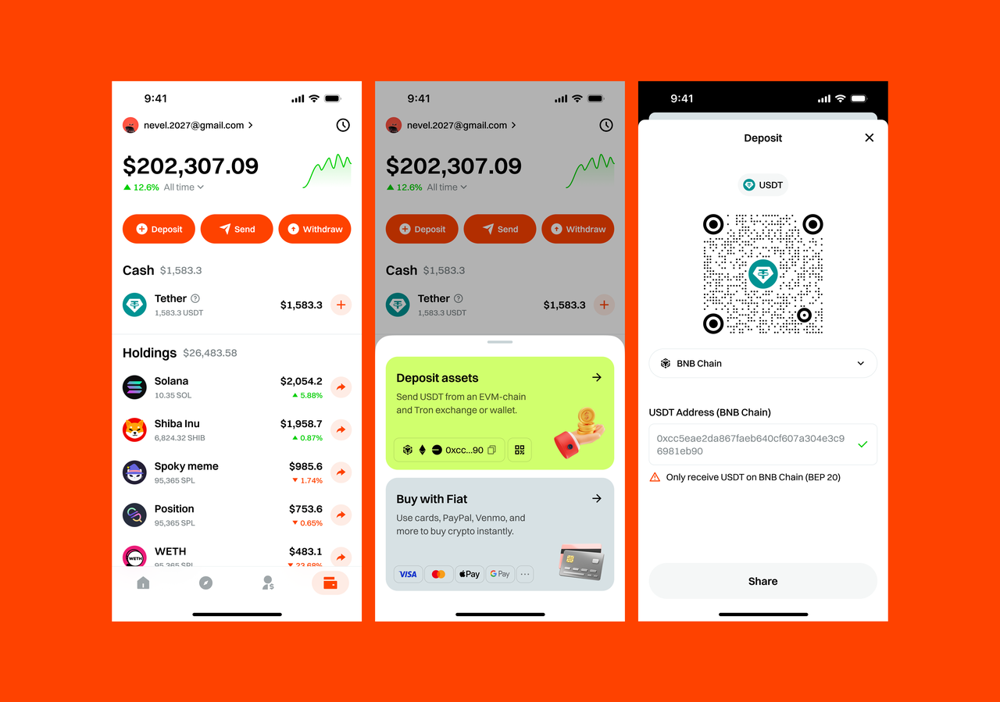 9:41
nevel.2027@gmail.com
$202,307.09
12.6% All time
Deposit Send Withdraw
Cash $1,583.3
Tether $1,583.3
1,583.3 USDT
Holdings $26,483.58
Solana $2,054.2
10.35 SOL 5.88%
Shiba Inu $1,958.7
6,824.32 SHIB 0.87%
Spoky meme $985.6
95,365 SPL 1.74%
Position $753.6
95,365 SPL 0.65%
WETH WETH $483.1
95,365 SPL 23.68%
9:41
nevel.2027@gmail.com
$202,307.09
12.6% All time
Deposit Send Withdraw
Cash $1,583.3
Tether $1,583.3
1,583.3 USDT
Deposit assets
Send USDT from an EVM-chain
and Tron exchange or wallet.
0xcc...90
Buy with Fiat
Use cards, PayPal, Venmo, and
more to buy crypto instantly.
VISA Pay G Pay ...
9:41
Deposit
USDT
BNB Chain
USDT Address (BNB Chain)
0xcc5eae2da867faeb640cf607a304e3c9
6981eb90
Only receive USDT on BNB Chain (BEP 20)
Share